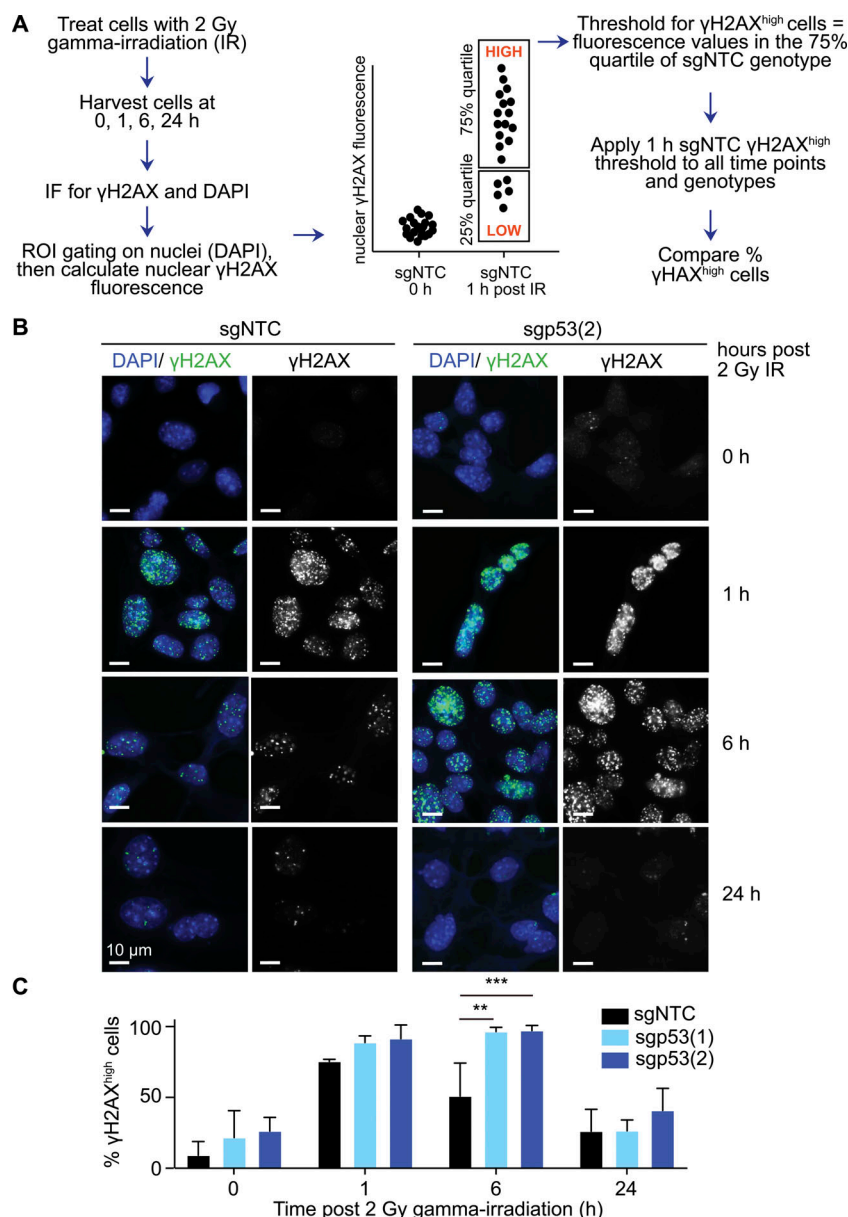 A
Treat cells with 2 Gy
gamma-irradiation (IR)
Harvest cells at
0, 1, 6, 24 h
IF for γH2AX and DAPI
ROI gating on nuclei (DAPI),
then calculate nuclear γH2AX
fluorescence
nuclear γH2AX fluorescence
75% quartile
25% quartile
HIGH
LOW
sgNTC
0 h
sgNTC
1 h post IR
Threshold for γH2AXhigh cells =
fluorescence values in the 75%
quartile of sgNTC genotype
Apply 1 h sgNTC γH2AXhigh
threshold to all time points
and genotypes
Compare %
γHAXhigh cells
B
sgNTC
sgp53(2)
DAPI/ γH2AX
γH2AX
DAPI/ γH2AX
γH2AX
hours post
2 Gy IR
0 h
1 h
6 h
24 h
10 μm
C
% γH2AXhigh cells
100
50
0
**
***
sgNTC
sgp53(1)
sgp53(2)
0
1
6
24
Time post 2 Gy gamma-irradiation (h)